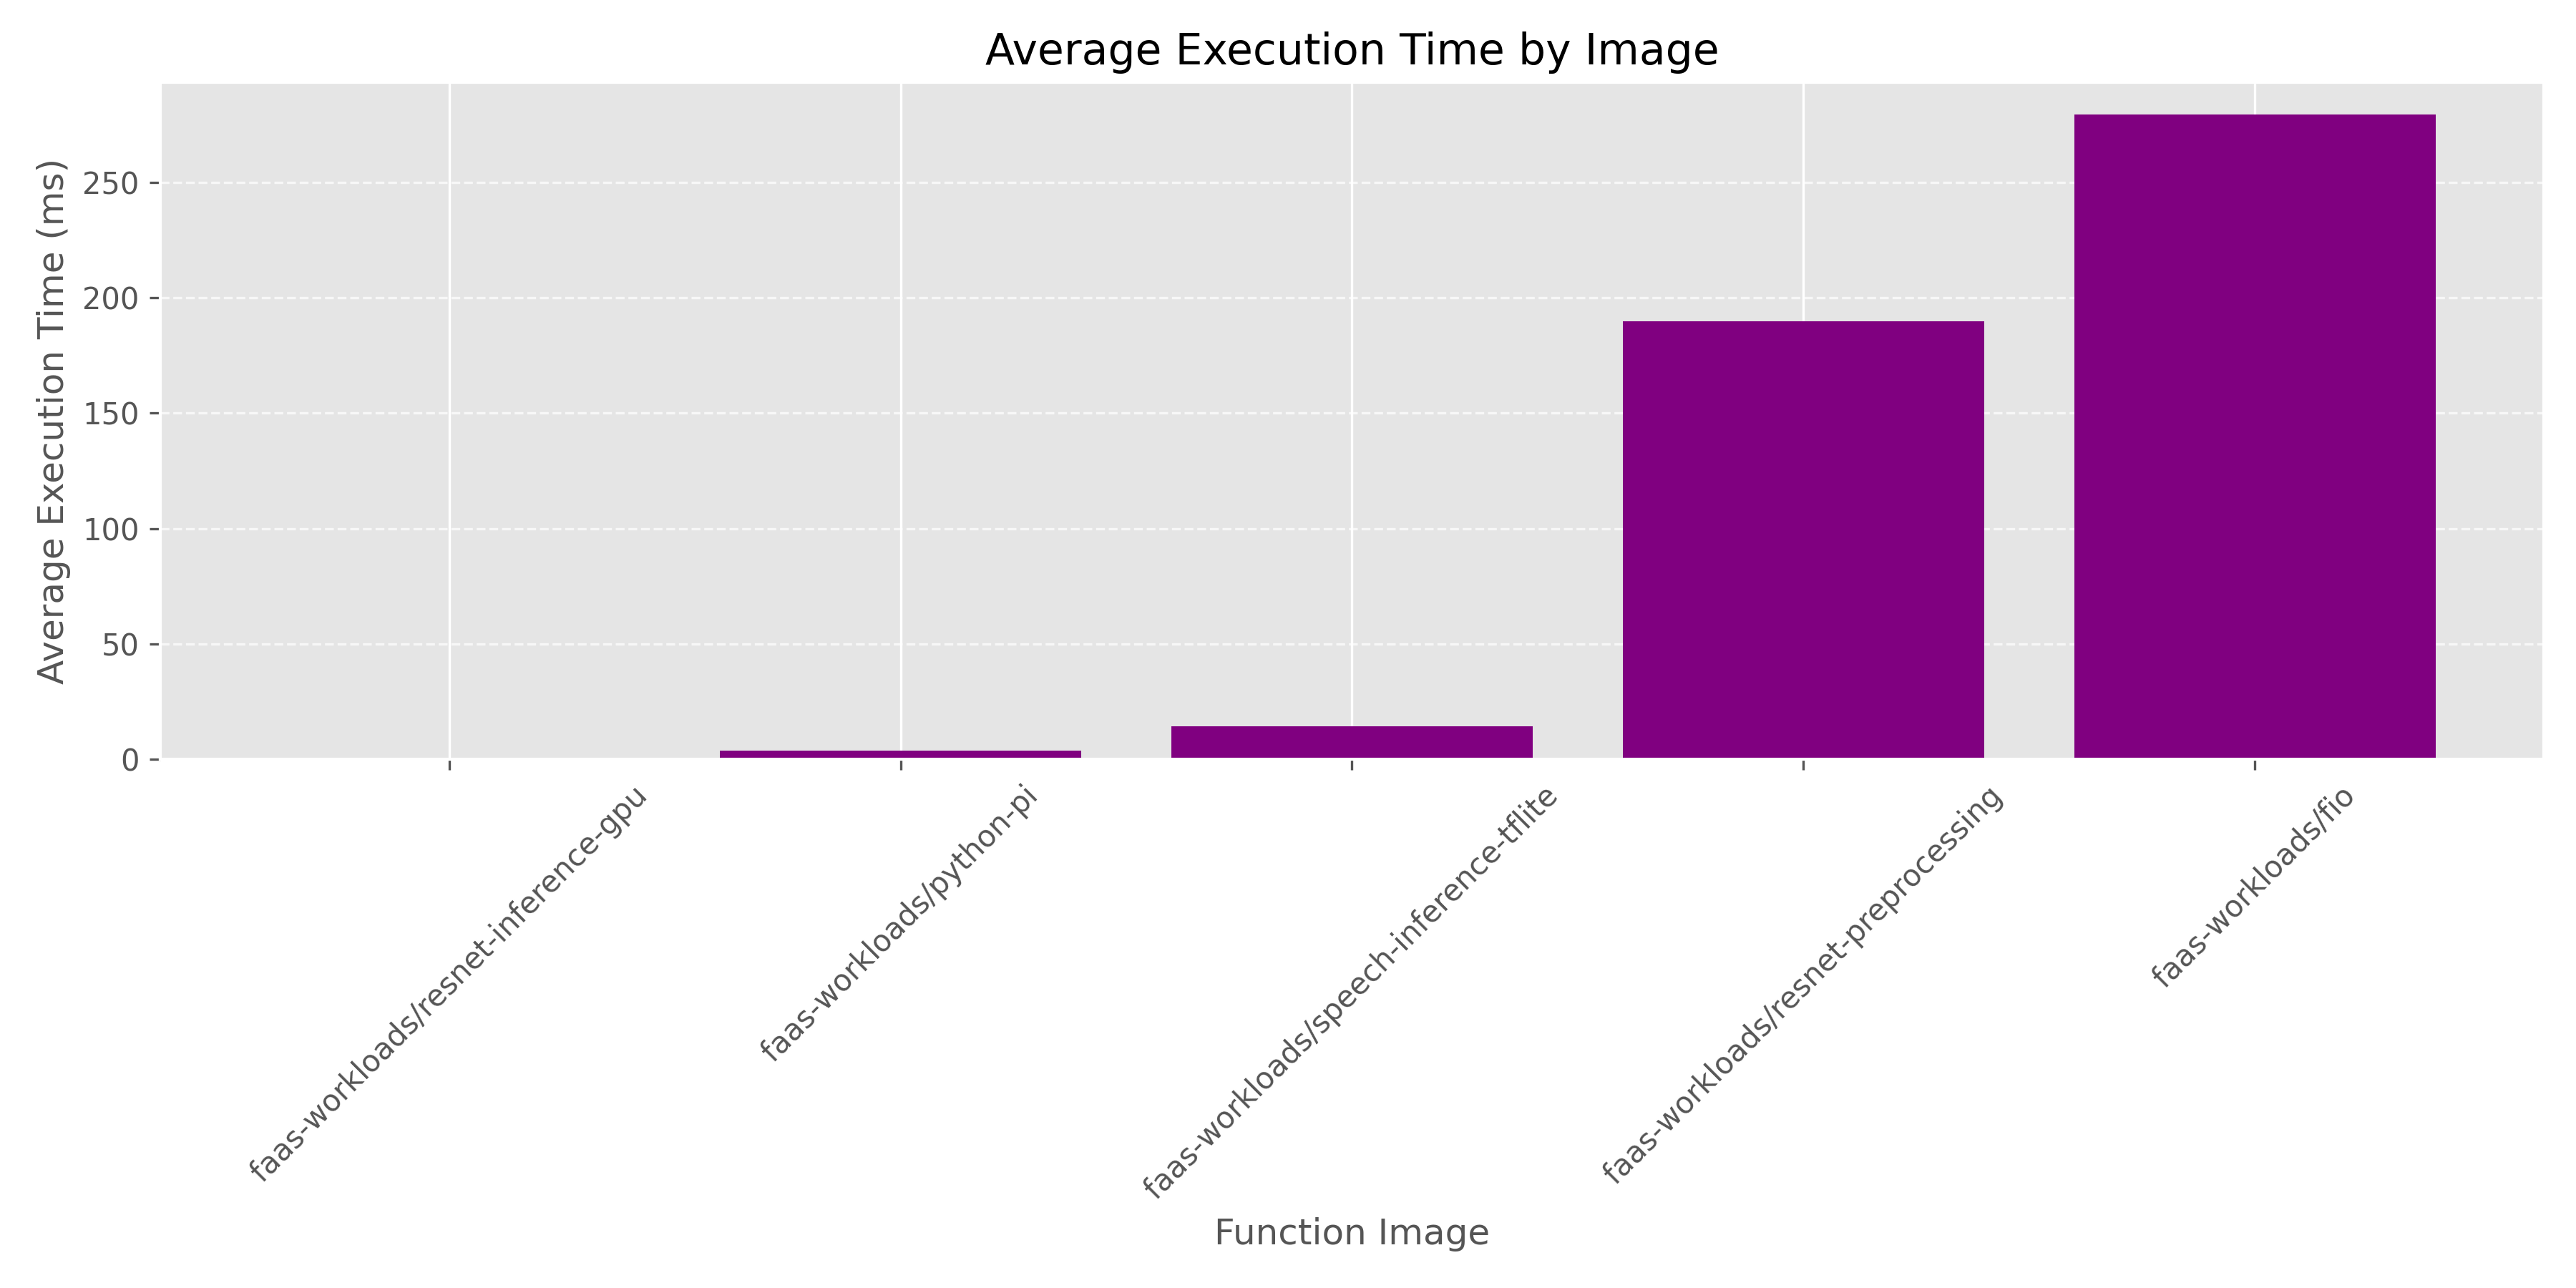 Average Execution Time by Image
Average Execution Time (ms)
250
200
150
100
50
0
faas-workloads/resnet-inference-gpu
faas-workloads/python-pi
faas-workloads/speech-inference-tflite
faas-workloads/resnet-preprocessing
faas-workloads/fio
Function Image